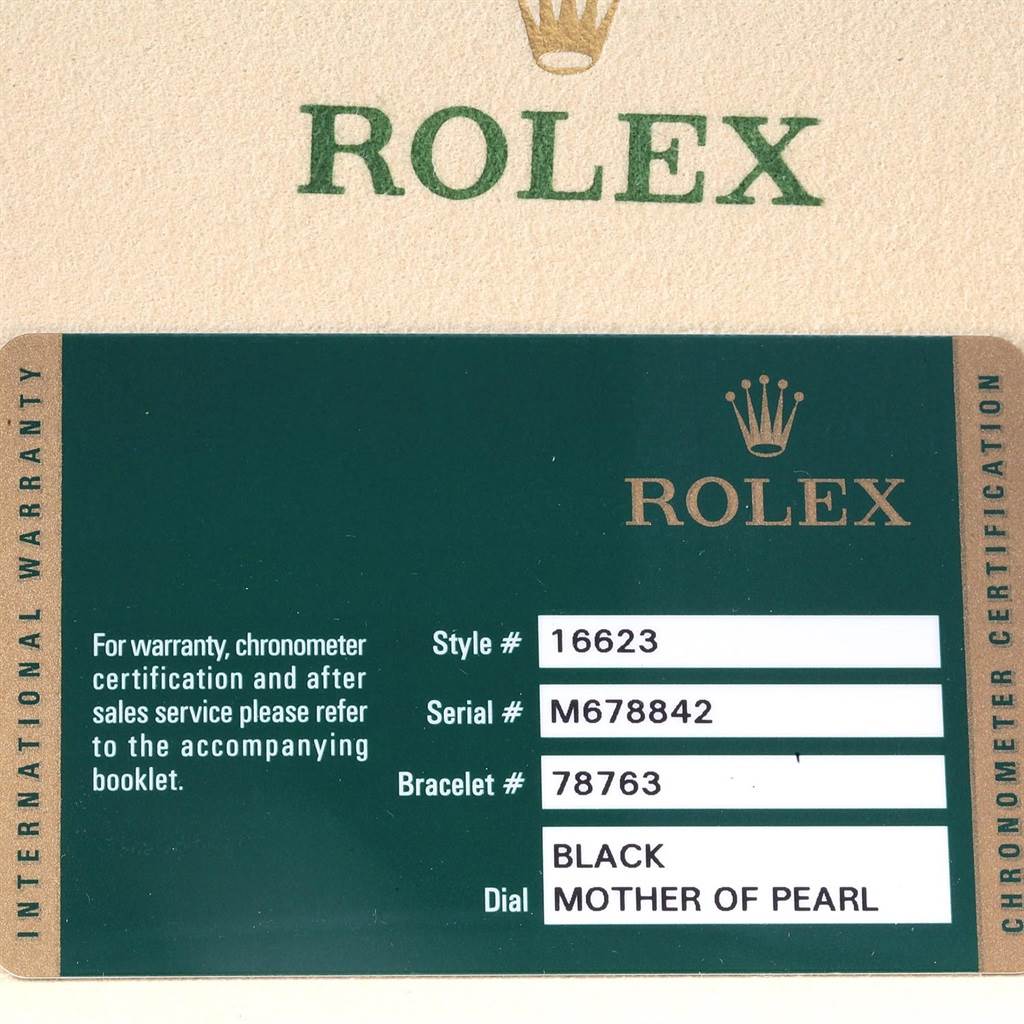 ROLEX
ROLEX
INTERNATIONAL WARRANTY
For warranty, chronometer
certification and after
sales service please refer
to the accompanying
booklet.
Style # 16623
Serial # M678842
Bracelet # 78763
Dial BLACK
MOTHER OF PEARL
CHRONOMETER CERTIFICATION